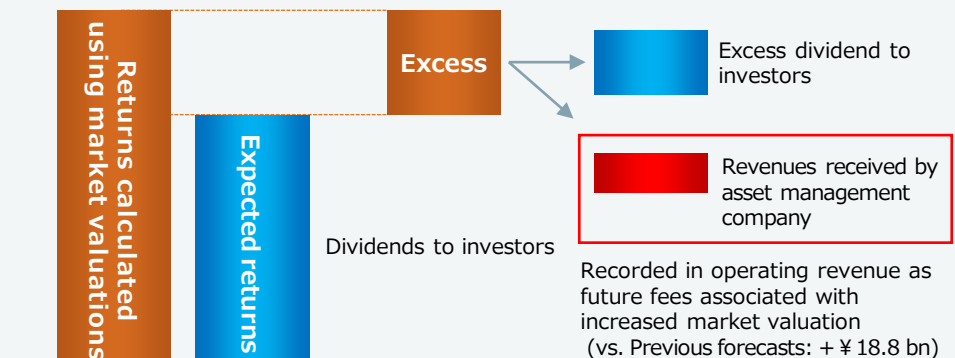 Returns calculated
using market valuations
Expected returns
Dividends to investors
Excess
Excess dividend to
investors
Revenues received by
asset management
company
Recorded in operating revenue as
future fees associated with
increased market valuation
(vs. Previous forecasts: +¥18.8 bn)